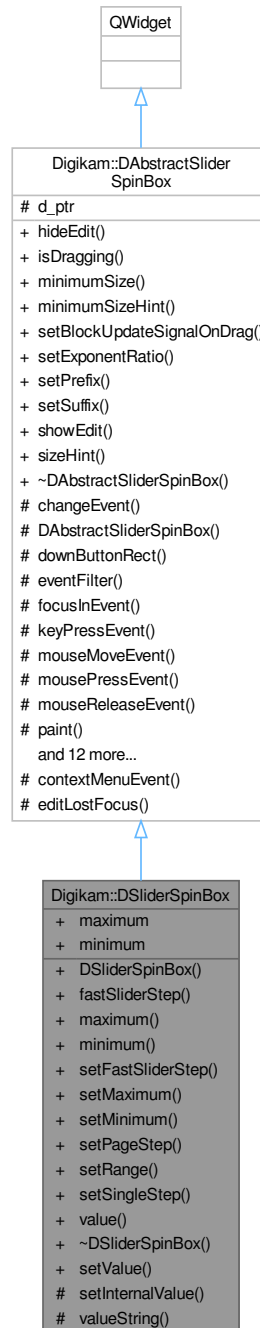 QWidget
Digikam::DAbstractSlider
SpinBox
# d_ptr
+ hideEdit()
+ isDragging()
+ minimumSize()
+ minimumSizeHint()
+ setBlockUpdateSignalOnDrag()
+ setExponentRatio()
+ setPrefix()
+ setSuffix()
+ showEdit()
+ sizeHint()
+ ~DAbstractSliderSpinBox()
# changeEvent()
# DAbstractSliderSpinBox()
# downButtonRect()
# eventFilter()
# focusInEvent()
# keyPressEvent()
# mouseMoveEvent()
# mousePressEvent()
# mouseReleaseEvent()
# paint()
and 12 more...
# contextMenuEvent()
# editLostFocus()
Digikam::DSliderSpinBox
+ maximum
+ minimum
+ DSliderSpinBox()
+ fastSliderStep()
+ maximum()
+ minimum()
+ setFastSliderStep()
+ setMaximum()
+ setMinimum()
+ setPageStep()
+ setRange()
+ setSingleStep()
+ value()
+ ~DSliderSpinBox()
+ setValue()
# setInternalValue()
# valueString()